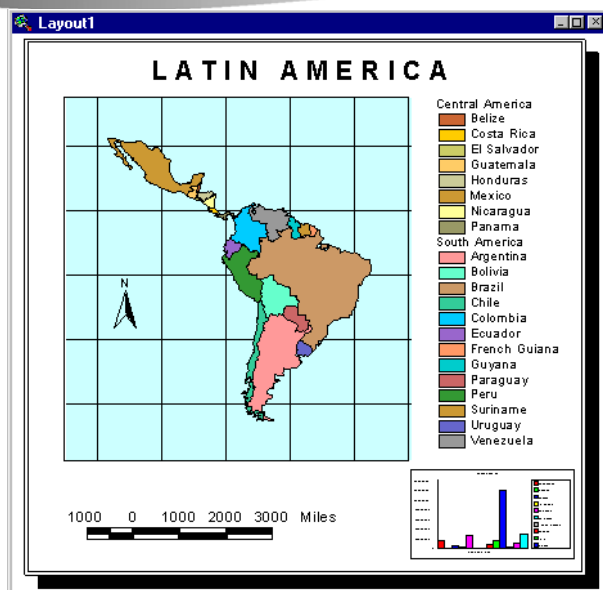 Layout1
LATIN AMERICA
Central America
Belize
Costa Rica
El Salvador
Guatemala
Honduras
Mexico
Nicaragua
Panama
South America
Argentina
Bolivia
Brazil
Chile
Colombia
Ecuador
French Guiana
Guyana
Paraguay
Peru
Suriname
Uruguay
Venezuela
N
1000 0 1000 2000 3000 Miles